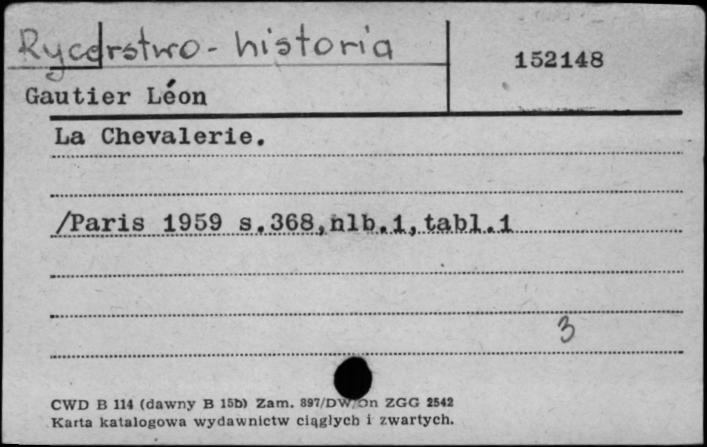 Rycerstwo - historia
152148
Gautier Léon
La Chevalerie.
/Paris 1959 s.368,nlb.1,tabl.1
3
CWD B 114 (dawny B 15b) Zam. 897/DW/Dn ZGG 2542
Karta katalogowa wydawnictw ciągłych i zwartych.